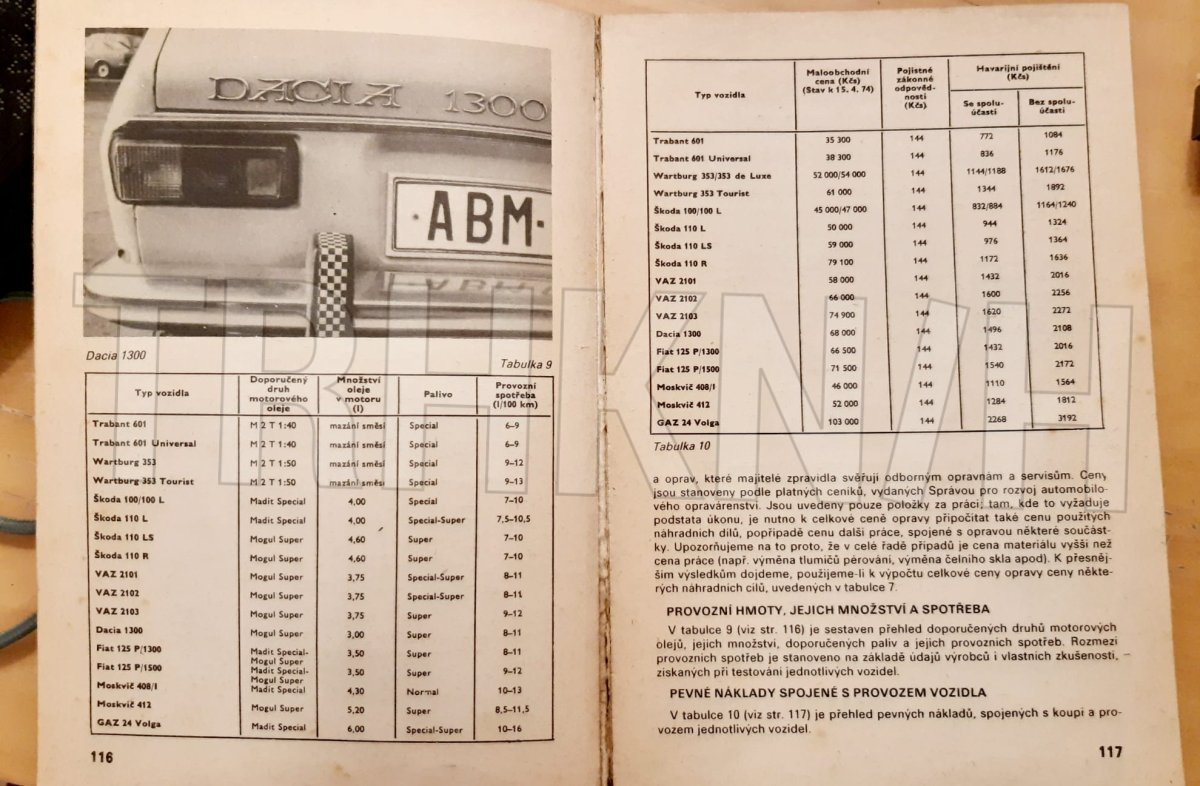 DACIA 1300
ABM
Dacia 1300
Tabulka 9
Typ vozidla | Doporučený druh motorového oleje | Množství oleje v motoru (l) | Palivo | Provozní spotřeba (l/100 km)
Trabant 601 | M 2 T 1:40 | mazání směsí | Special | 6–9
Trabant 601 Universal | M 2 T 1:40 | mazání směsí | Special | 6–9
Wartburg 353 | M 2 T 1:50 | mazání směsí | Special | 9–12
Wartburg 353 Tourist | M 2 T 1:50 | mazání směsí | Special | 9–13
Škoda 100/100 L | Madit Special | 4,00 | Special | 7–10
Škoda 110 L | Madit Special | 4,00 | Special-Super | 7,5–10,5
Škoda 110 LS | Mogul Super | 4,60 | Super | 7–10
Škoda 110 R | Mogul Super | 4,60 | Super | 7–10
VAZ 2101 | Mogul Super | 3,75 | Special-Super | 8–11
VAZ 2102 | Mogul Super | 3,75 | Special-Super | 8–11
VAZ 2103 | Mogul Super | 3,75 | Super | 9–12
Dacia 1300 | Mogul Super | 3,00 | Super | 8–11
Fiat 125 P/1300 | Madit Special-Mogul Super | 3,50 | Super | 8–11
Fiat 125 P/1500 | Madit Special-Mogul Super | 3,50 | Super | 9–12
Moskvič 408/I | Madit Special | 4,30 | Normal | 10–13
Moskvič 412 | Mogul Super | 5,20 | Super | 8,5–11,5
GAZ 24 Volga | Madit Special | 6,00 | Special-Super | 10–16
116
Typ vozidla | Maloobchodní cena (Kčs) (Stav k 15. 4. 74) | Pojistné zákonné odpovědnosti (Kčs) | Havarijní pojištění (Kčs) Se spoluúčastí | Bez spoluúčasti
Trabant 601 | 35 300 | 144 | 772 | 1084
Trabant 601 Universal | 38 300 | 144 | 836 | 1176
Wartburg 353/353 de Luxe | 52 000/54 000 | 144 | 1144/1188 | 1612/1676
Wartburg 353 Tourist | 61 000 | 144 | 1344 | 1892
Škoda 100/100 L | 45 000/47 000 | 144 | 832/884 | 1164/1240
Škoda 110 L | 50 000 | 144 | 944 | 1324
Škoda 110 LS | 59 000 | 144 | 976 | 1364
Škoda 110 R | 79 100 | 144 | 1172 | 1636
VAZ 2101 | 58 000 | 144 | 1432 | 2016
VAZ 2102 | 66 000 | 144 | 1600 | 2256
VAZ 2103 | 74 900 | 144 | 1620 | 2272
Dacia 1300 | 68 000 | 144 | 1496 | 2108
Fiat 125 P/1300 | 66 500 | 144 | 1432 | 2016
Fiat 125 P/1500 | 71 500 | 144 | 1540 | 2172
Moskvič 408/I | 46 000 | 144 | 1110 | 1564
Moskvič 412 | 52 000 | 144 | 1284 | 1812
GAZ 24 Volga | 103 000 | 144 | 2268 | 3192
Tabulka 10
a oprav, které majitelé zpravidla svěřují odborným opravnám a servisům. Ceny
jsou stanoveny podle platných ceníků, vydaných Správou pro rozvoj automobilo-
vého opravárenství. Jsou uvedeny pouze položky za práci; tam, kde to vyžaduje
podstata úkonu, je nutno k celkové ceně opravy připočítat také cenu použitých
náhradních dílů, popřípadě cenu další práce, spojené s opravou některé součást-
ky. Upozorňujeme na to proto, že v celé řadě případů je cena materiálu vyšší než
cena práce (např. výměna tlumičů pérování, výměna čelního skla apod). K přesněj-
ším výsledkům dojdeme, použijeme-li k výpočtu celkové ceny opravy ceny někte-
rých náhradních cílů, uvedených v tabulce 7.
PROVOZNÍ HMOTY, JEJICH MNOŽSTVÍ A SPOTŘEBA
V tabulce 9 (viz str. 116) je sestaven přehled doporučených druhů motorových
olejů, jejich množství, doporučených paliv a jejich provozních spotřeb. Rozmezí
provozních spotřeb je stanoveno na základě údajů výrobců i vlastních zkušeností,
získaných při testování jednotlivých vozidel.
PEVNÉ NÁKLADY SPOJENÉ S PROVOZEM VOZIDLA
V tabulce 10 (viz str. 117) je přehled pevných nákladů, spojených s koupí a pro-
vozem jednotlivých vozidel.
117